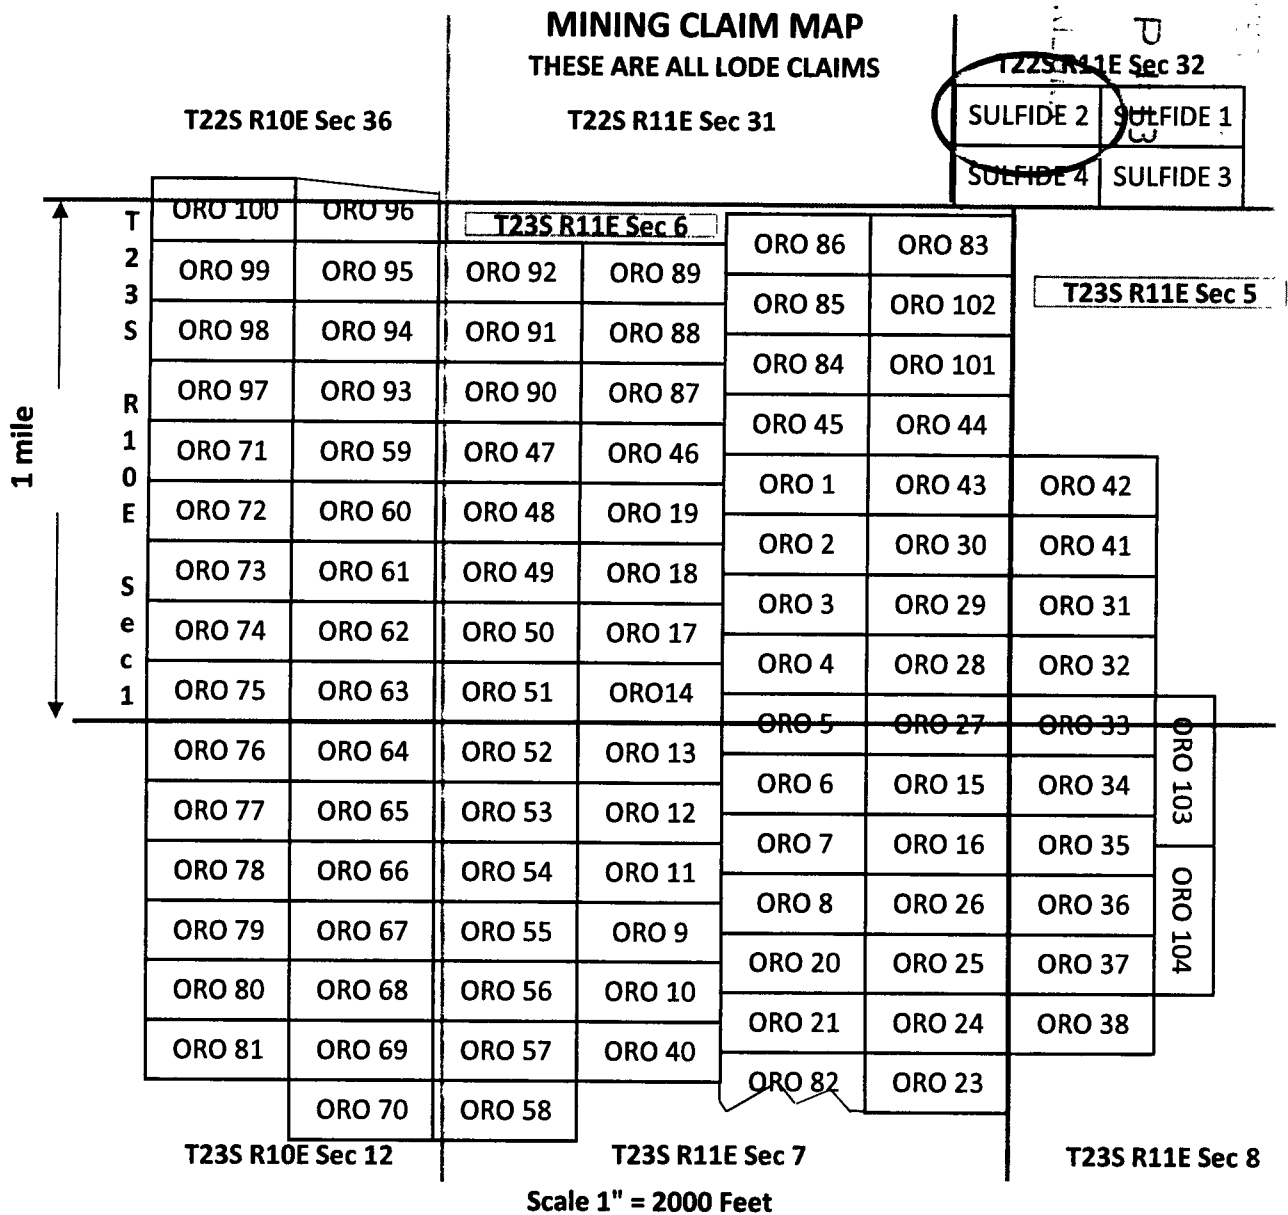 MINING CLAIM MAP
THESE ARE ALL LODE CLAIMS
T22S R10E Sec 36
T22S R11E Sec 31
T22S R11E Sec 32
SULFIDE 2 SULFIDE 1
SULFIDE 4 SULFIDE 3
1 mile
T23S R10E Sec 1
T23S R11E Sec 6
T23S R11E Sec 5
ORO 100 ORO 96
ORO 86 ORO 83
ORO 99 ORO 95 ORO 92 ORO 89
ORO 85 ORO 102
ORO 98 ORO 94 ORO 91 ORO 88
ORO 84 ORO 101
ORO 97 ORO 93 ORO 90 ORO 87
ORO 45 ORO 44
ORO 71 ORO 59 ORO 47 ORO 46
ORO 1 ORO 43 ORO 42
ORO 72 ORO 60 ORO 48 ORO 19
ORO 2 ORO 30 ORO 41
ORO 73 ORO 61 ORO 49 ORO 18
ORO 3 ORO 29 ORO 31
ORO 74 ORO 62 ORO 50 ORO 17
ORO 4 ORO 28 ORO 32
ORO 75 ORO 63 ORO 51 ORO14
ORO 5 ORO 27 ORO 33
ORO 103
ORO 76 ORO 64 ORO 52 ORO 13
ORO 6 ORO 15 ORO 34
ORO 77 ORO 65 ORO 53 ORO 12
ORO 7 ORO 16 ORO 35
ORO 78 ORO 66 ORO 54 ORO 11
ORO 8 ORO 26 ORO 36
ORO 104
ORO 79 ORO 67 ORO 55 ORO 9
ORO 20 ORO 25 ORO 37
ORO 80 ORO 68 ORO 56 ORO 10
ORO 21 ORO 24 ORO 38
ORO 81 ORO 69 ORO 57 ORO 40
ORO 82 ORO 23
ORO 70 ORO 58
T23S R10E Sec 12
T23S R11E Sec 7
T23S R11E Sec 8
Scale 1" = 2000 Feet